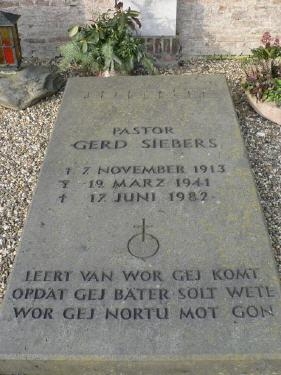 PASTOR
GERD SIEBERS
7. NOVEMBER 1913
19. MARZ 1941
† 17. JUNI 1982
LEERT VAN WOR GEJ KOMT
OPDAT GEJ BÄTER SOLT WETE
WOR GEJ NORTU MOT GON